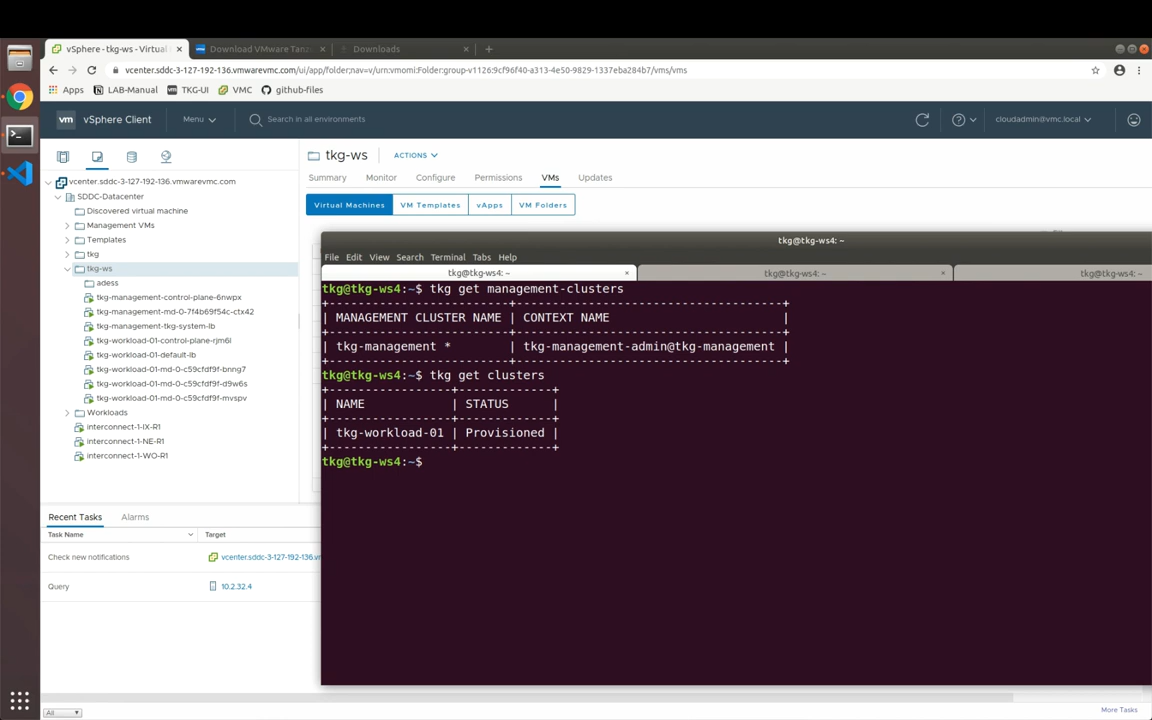 vSphere - tkg-ws - Virtual
Download VMware Tanz
Downloads
vcenter.sddc-3-127-192-136.vmwarevmc.com/ui/app/folder;nav=v/urn:vmomi:Folder:group-v1126:9cf96f40-a313-4e50-9829-1337eba284b7/vms/vms
Apps LAB-Manual TKG-UI VMC github-files
vm vSphere Client Menu Search in all environments cloudadmin@vmc.local
tkg-ws ACTIONS
Summary Monitor Configure Permissions VMs Updates
Virtual Machines VM Templates vApps VM Folders
vcenter.sddc-3-127-192-136.vmwarevmc.com
SDDC-Datacenter
Discovered virtual machine
Management VMs
Templates
tkg
tkg-ws
adess
tkg-management-control-plane-6nwpx
tkg-management-md-0-7f4b69f54c-ctx42
tkg-management-tkg-system-lb
tkg-workload-01-control-plane-rjm6l
tkg-workload-01-default-lb
tkg-workload-01-md-0-c59cfdf9f-bnng7
tkg-workload-01-md-0-c59cfdf9f-d9w6s
tkg-workload-01-md-0-c59cfdf9f-mvspv
Workloads
interconnect-1-IX-R1
interconnect-1-NE-R1
interconnect-1-WO-R1
Recent Tasks Alarms
Task Name Target
Check new notifications vcenter.sddc-3-127-192-136.vr
Query 10.2.32.4
All
More Tasks
tkg@tkg-ws4: ~
File Edit View Search Terminal Tabs Help
tkg@tkg-ws4: ~ × tkg@tkg-ws4: ~ × tkg@tkg-ws4: ~
tkg@tkg-ws4:~$ tkg get management-clusters
+-------------------------+--------------------------------------+
| MANAGEMENT CLUSTER NAME | CONTEXT NAME |
+-------------------------+--------------------------------------+
| tkg-management * | tkg-management-admin@tkg-management |
+-------------------------+--------------------------------------+
tkg@tkg-ws4:~$ tkg get clusters
+-----------------+-------------+
| NAME | STATUS |
+-----------------+-------------+
| tkg-workload-01 | Provisioned |
+-----------------+-------------+
tkg@tkg-ws4:~$